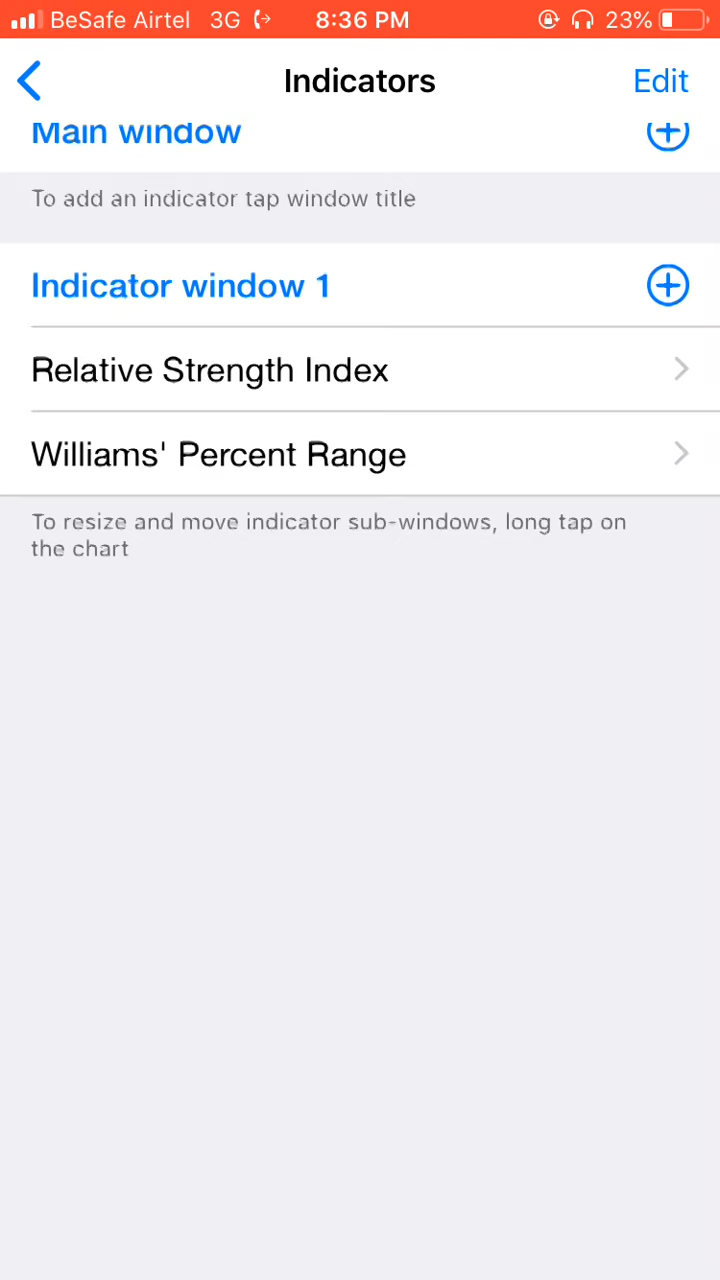 BeSafe Airtel 3G 8:36 PM 23%
Indicators Edit
Main window
To add an indicator tap window title
Indicator window 1
Relative Strength Index
Williams' Percent Range
To resize and move indicator sub-windows, long tap on
the chart